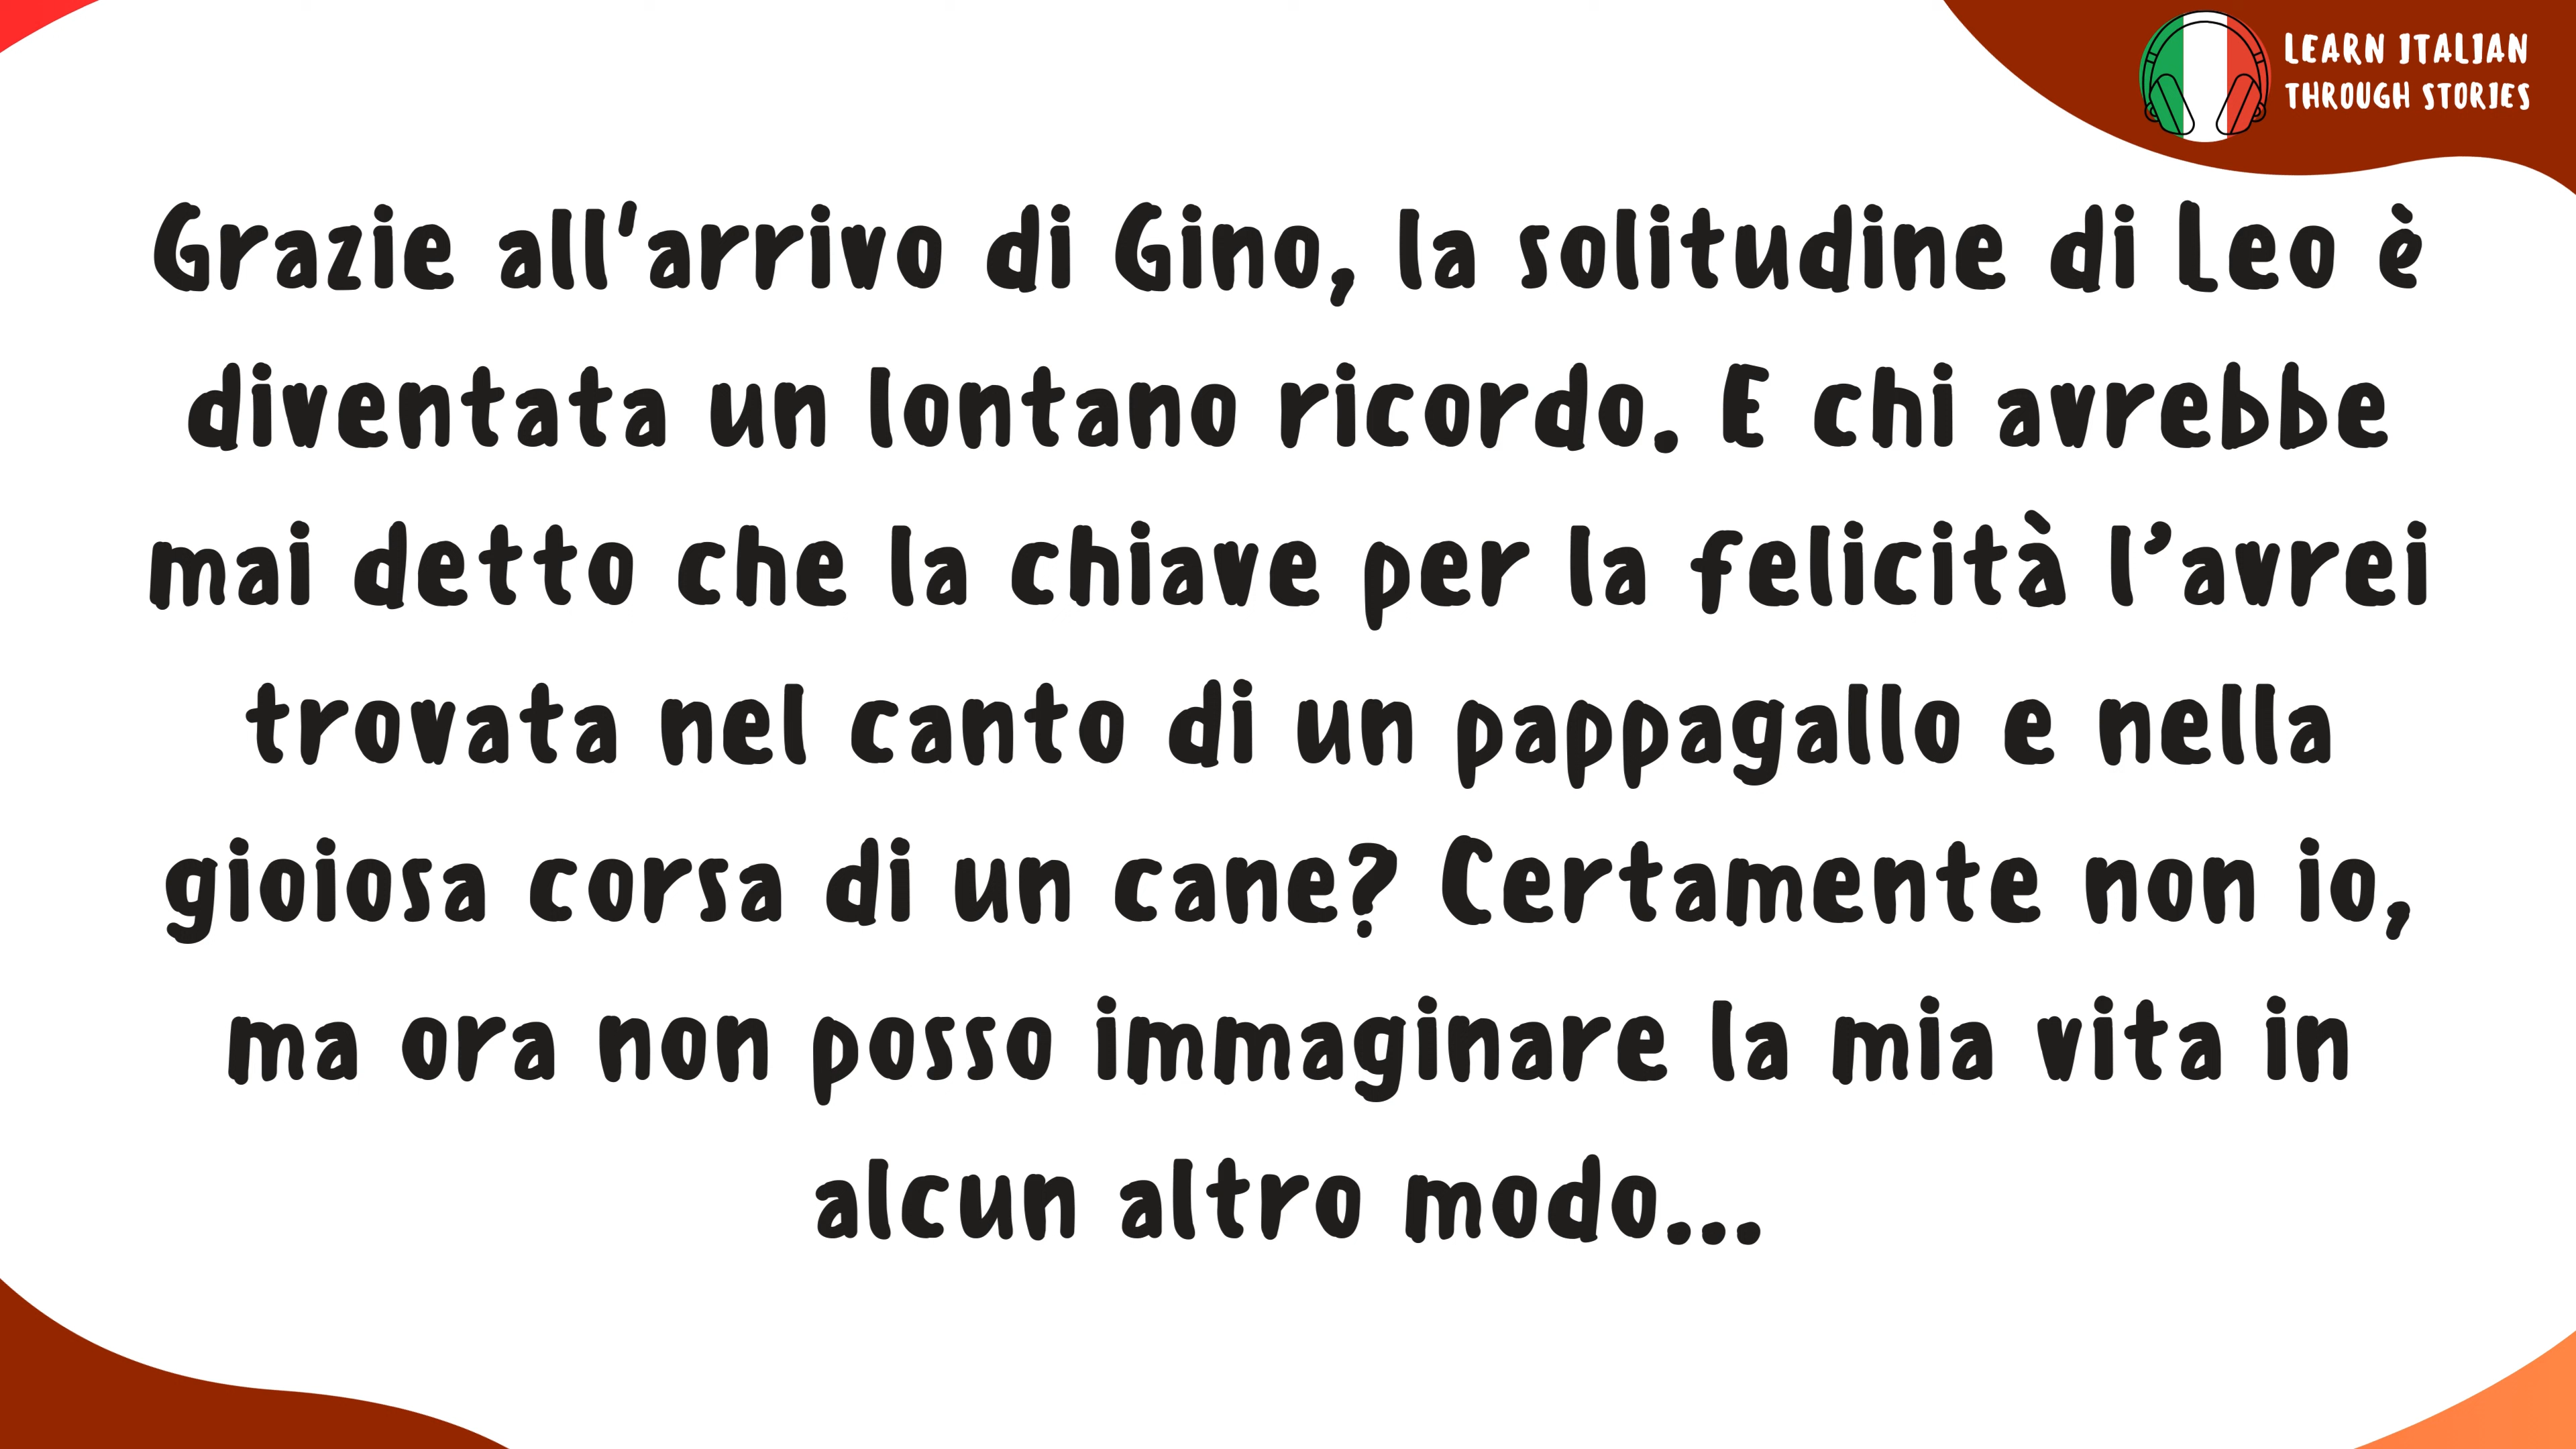 LEARN ITALIAN
THROUGH STORIES
Grazie all'arrivo di Gino, la solitudine di Leo è
diventata un lontano ricordo. E chi avrebbe
mai detto che la chiave per la felicità l’avrei
trovata nel canto di un pappagallo e nella
gioiosa corsa di un cane? Certamente non io,
ma ora non posso immaginare la mia vita in
alcun altro modo...